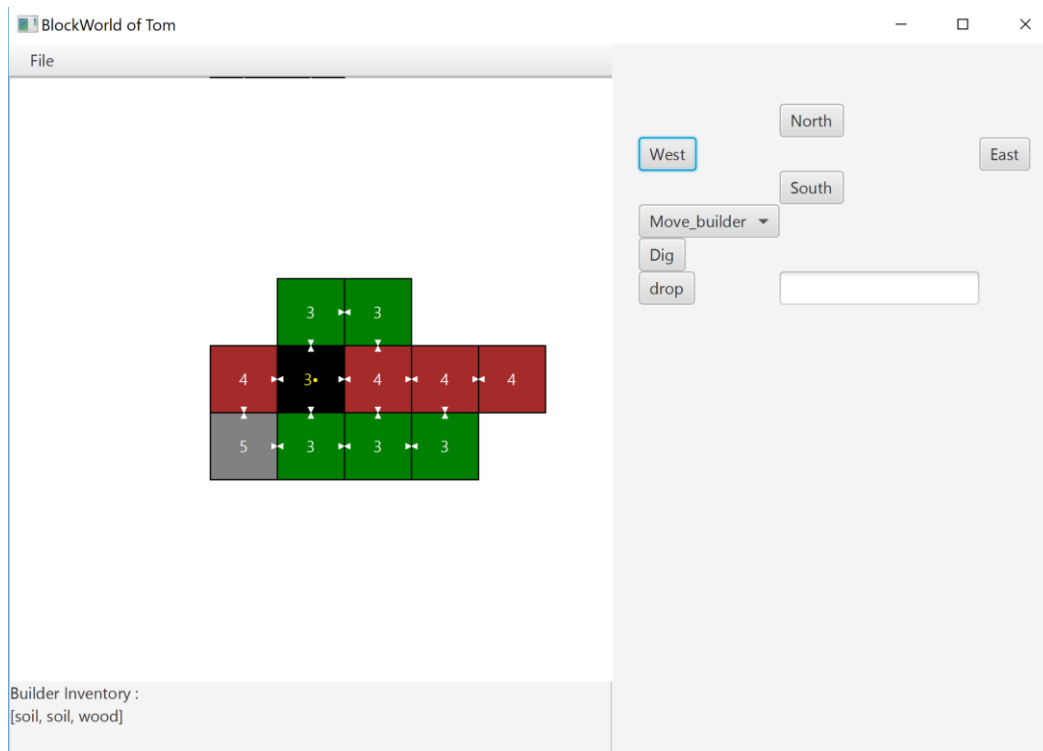 BlockWorld of Tom
File
North
West East
South
Move_builder
Dig
drop
3 3
4 3 4 4 4
5 3 3 3
Builder Inventory :
[soil, soil, wood]